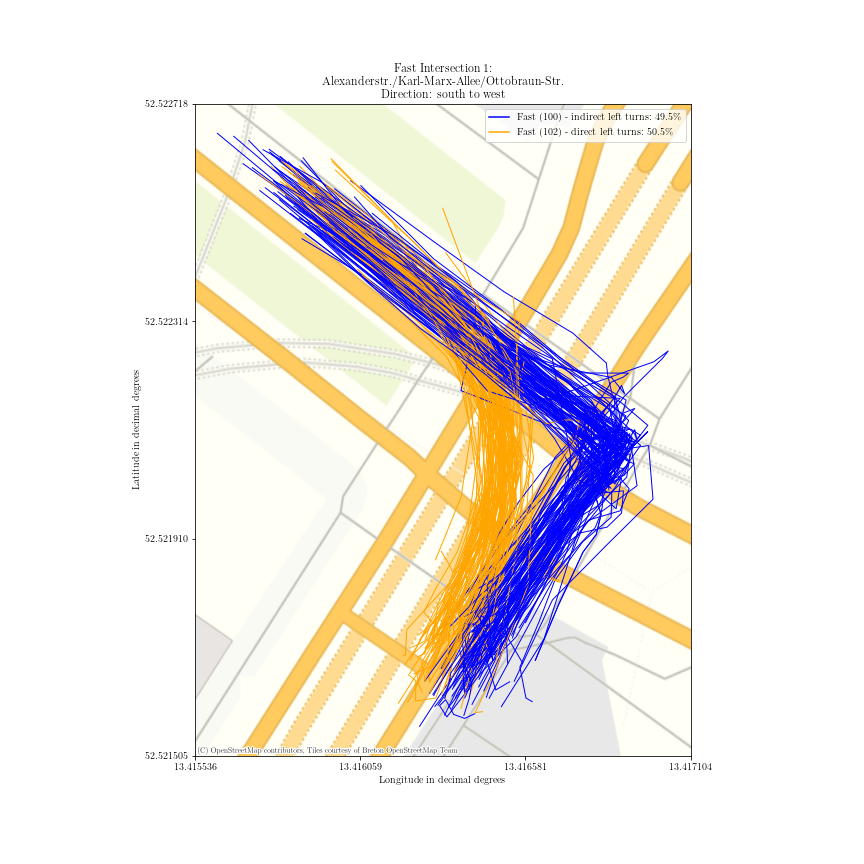 Fast Intersection 1:
Alexanderstr./Karl-Marx-Allee/Ottobraun-Str.
Direction: south to west
52.522718
Fast (100) - indirect left turns: 49.5%
Fast (102) - direct left turns: 50.5%
52.522314
Latitude in decimal degrees
52.521910
(C) OpenStreetMap contributors, Tiles courtesy of Breton OpenStreetMap Team
52.521505
13.415536
13.416059
13.416581
13.417104
Longitude in decimal degrees